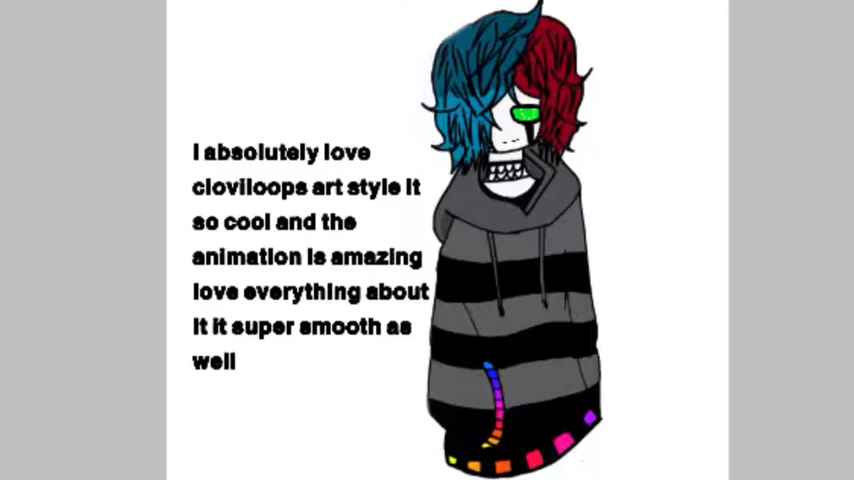 I absolutely love
cloviloops art style it
so cool and the
animation is amazing
love everything about
it it super smooth as
well